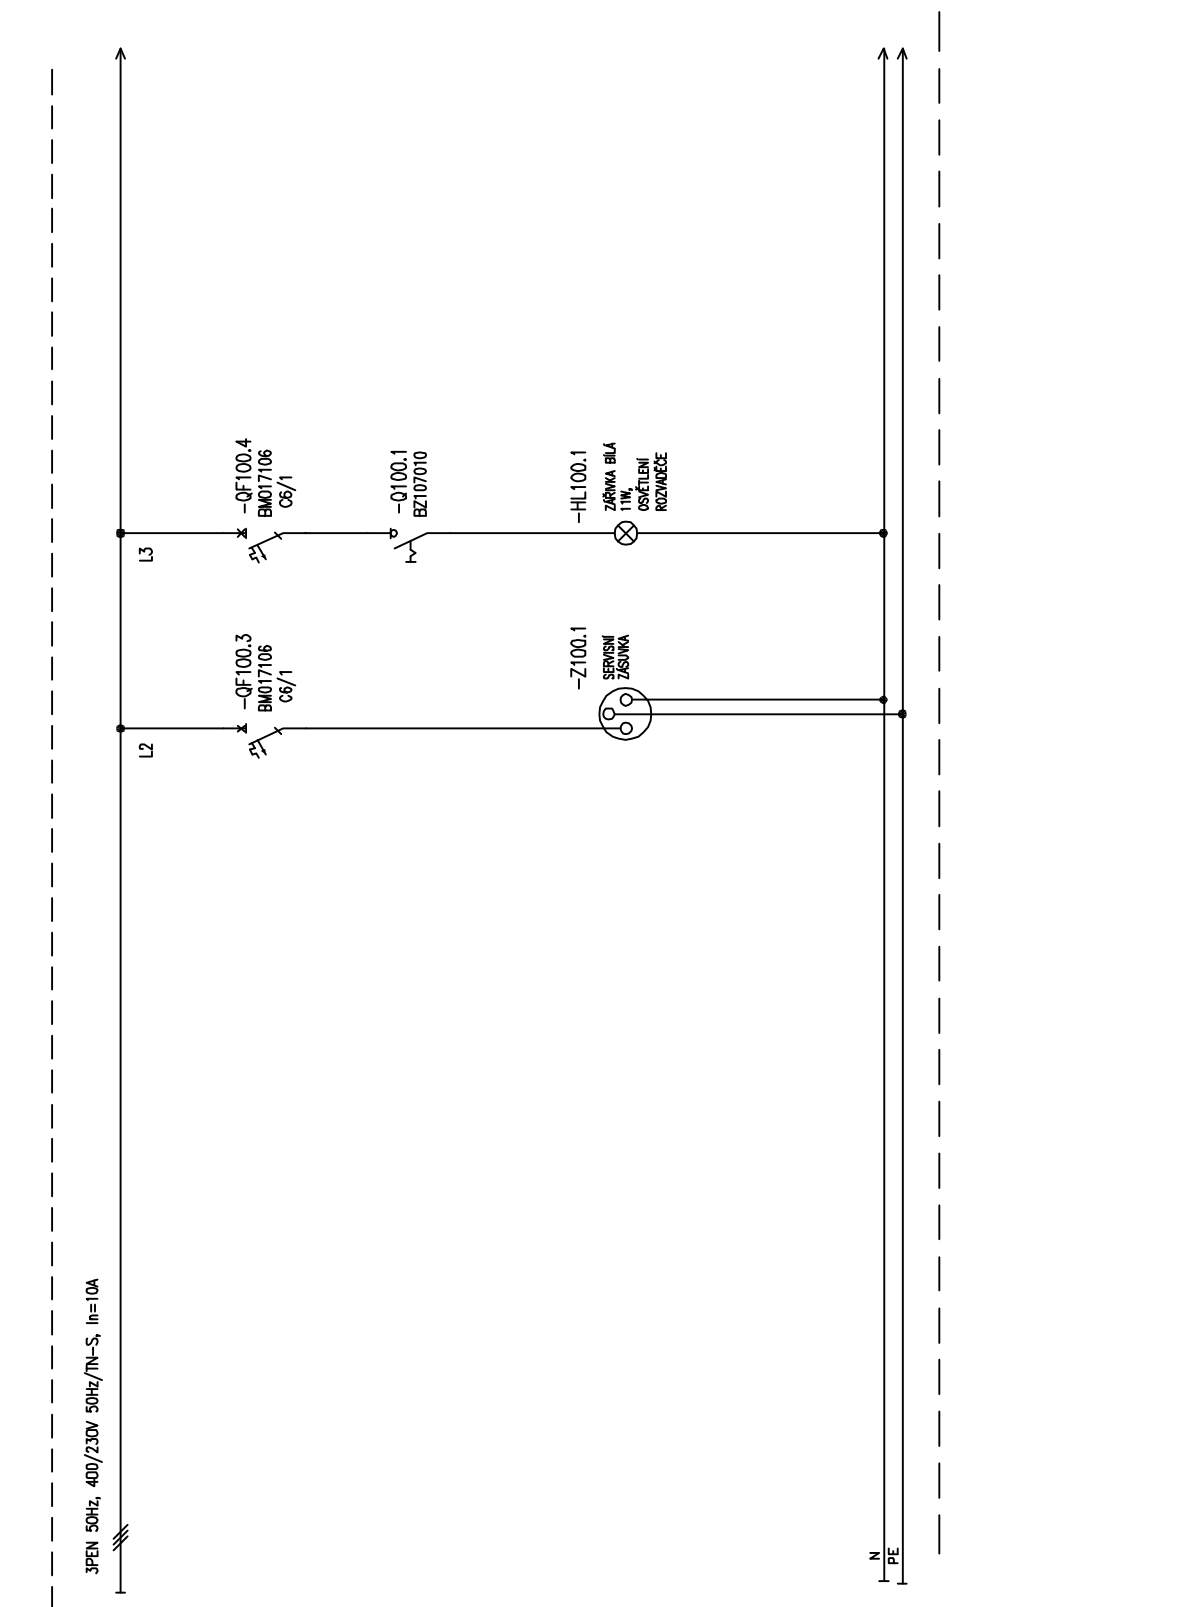 3PEN 50Hz, 400/230V 50Hz/TN-S, In=10A
L2
-QF100.3
BM017106
C6/1
-Z100.1
SERVISNÍ
ZÁSUVKA
L3
-QF100.4
BM017106
C6/1
-Q100.1
BZ107010
-HL100.1
ZÁŘIVKA BÍLÁ
11W,
OSVĚTLENÍ
ROZVADĚČE
N
PE